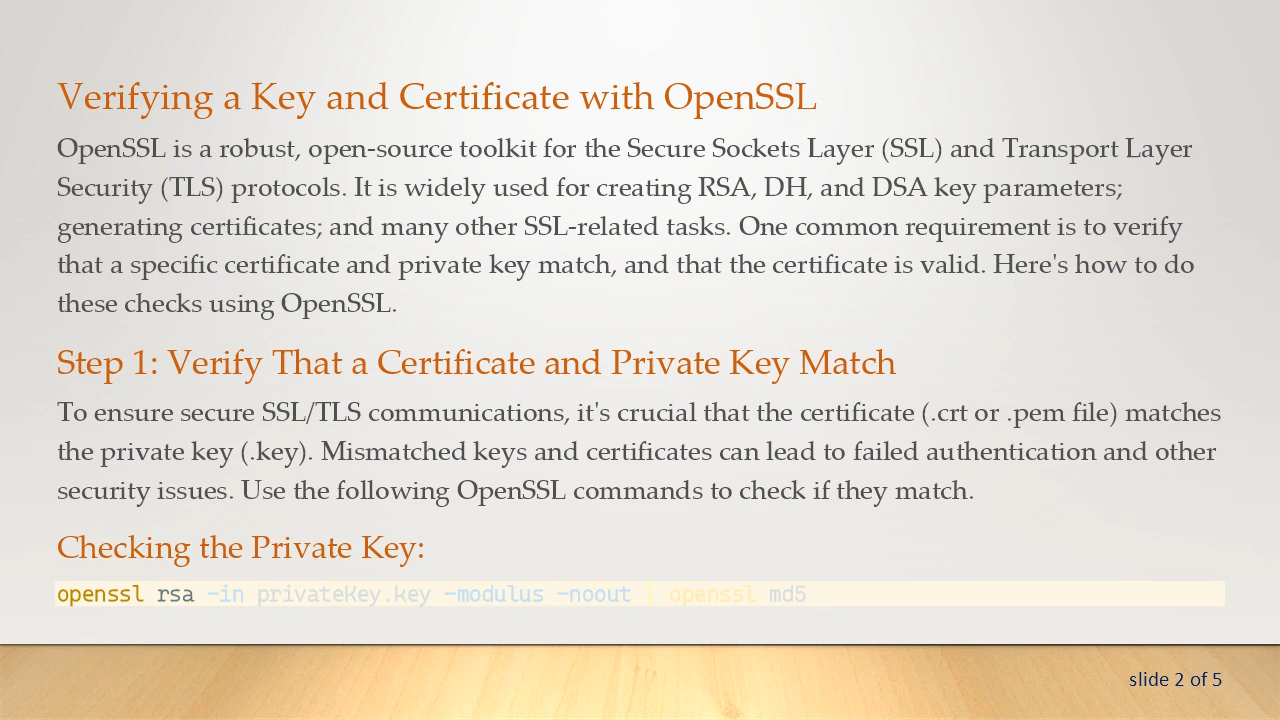 Verifying a Key and Certificate with OpenSSL
OpenSSL is a robust, open-source toolkit for the Secure Sockets Layer (SSL) and Transport Layer
Security (TLS) protocols. It is widely used for creating RSA, DH, and DSA key parameters;
generating certificates; and many other SSL-related tasks. One common requirement is to verify
that a specific certificate and private key match, and that the certificate is valid. Here's how to do
these checks using OpenSSL.
Step 1: Verify That a Certificate and Private Key Match
To ensure secure SSL/TLS communications, it's crucial that the certificate (.crt or .pem file) matches
the private key (.key). Mismatched keys and certificates can lead to failed authentication and other
security issues. Use the following OpenSSL commands to check if they match.
Checking the Private Key:
openssl rsa -in privateKey.key -modulus -noout | openssl md5
slide 2 of 5